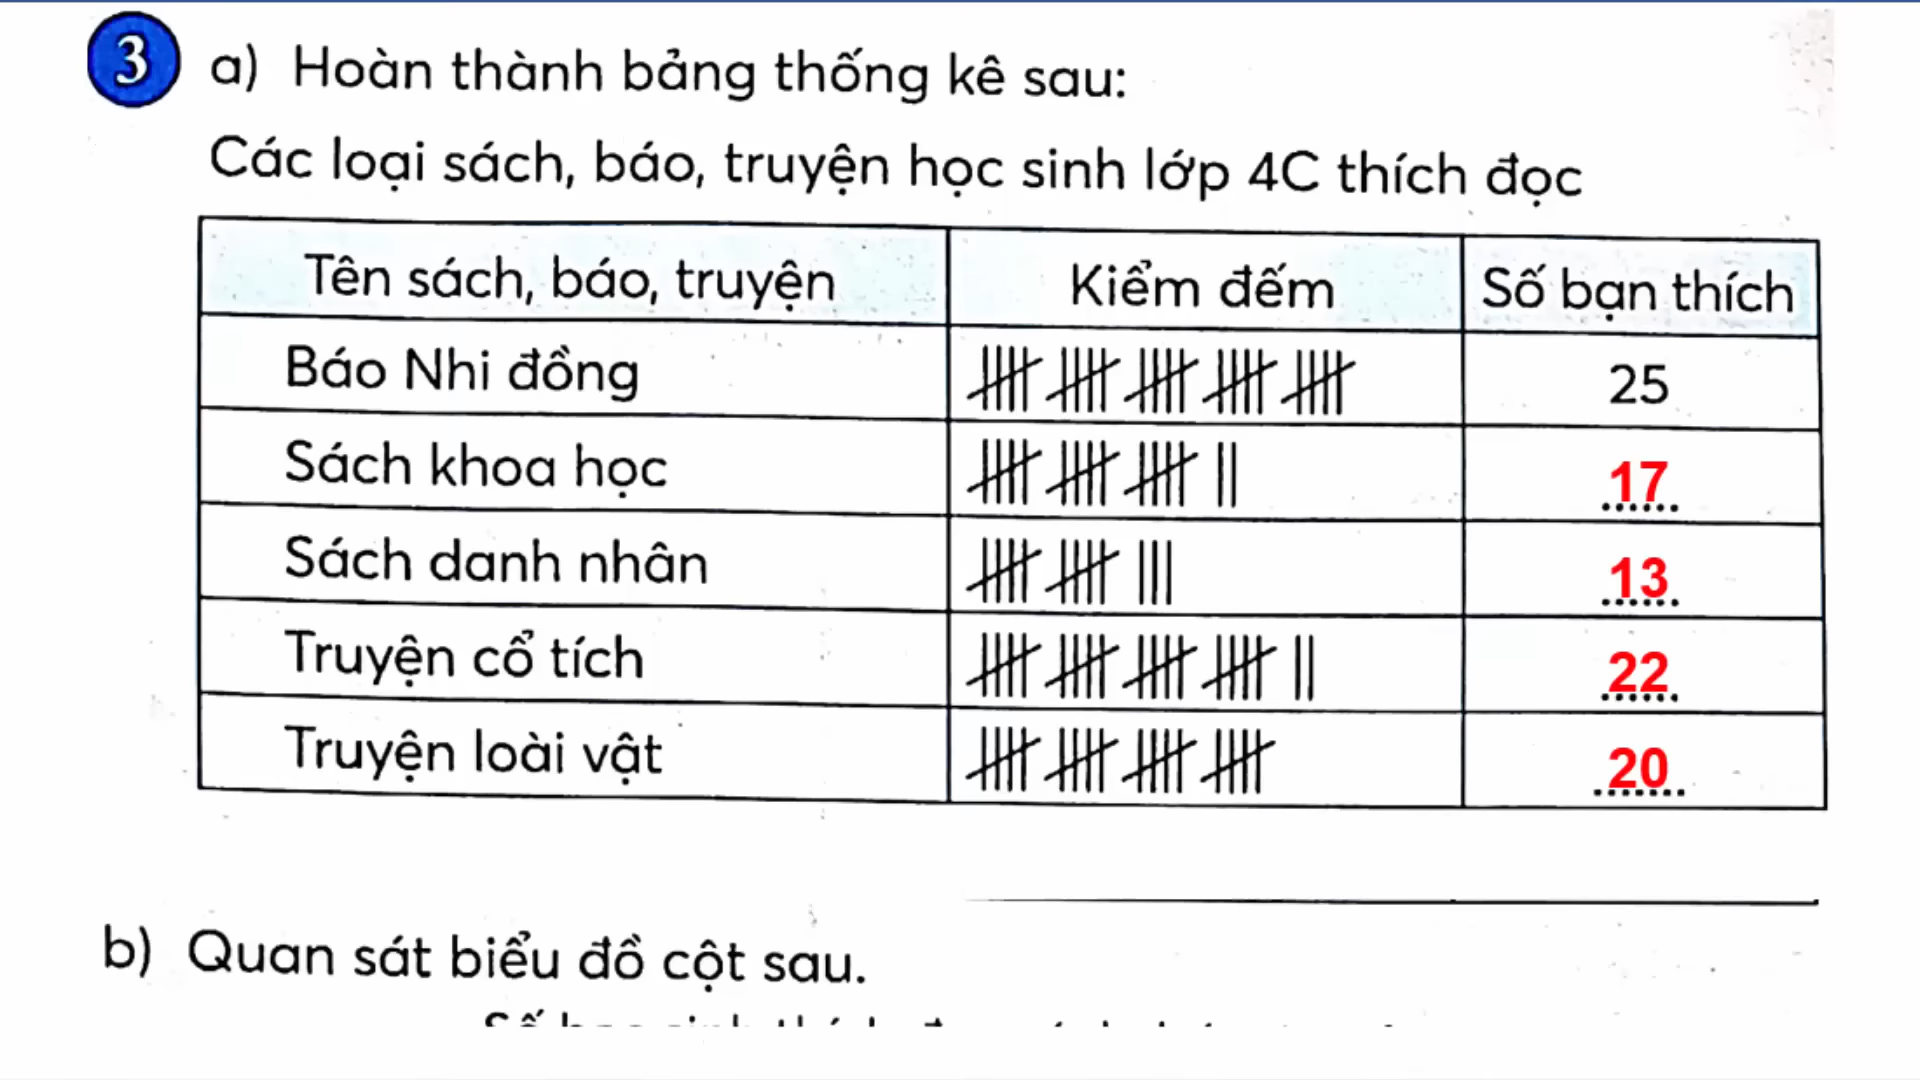 3 a) Hoàn thành bảng thống kê sau:
Các loại sách, báo, truyện học sinh lớp 4C thích đọc
Tên sách, báo, truyện Kiểm đếm Số bạn thích
Báo Nhi đồng 25
Sách khoa học 17
Sách danh nhân 13
Truyện cổ tích 22
Truyện loài vật 20
b) Quan sát biểu đồ cột sau.